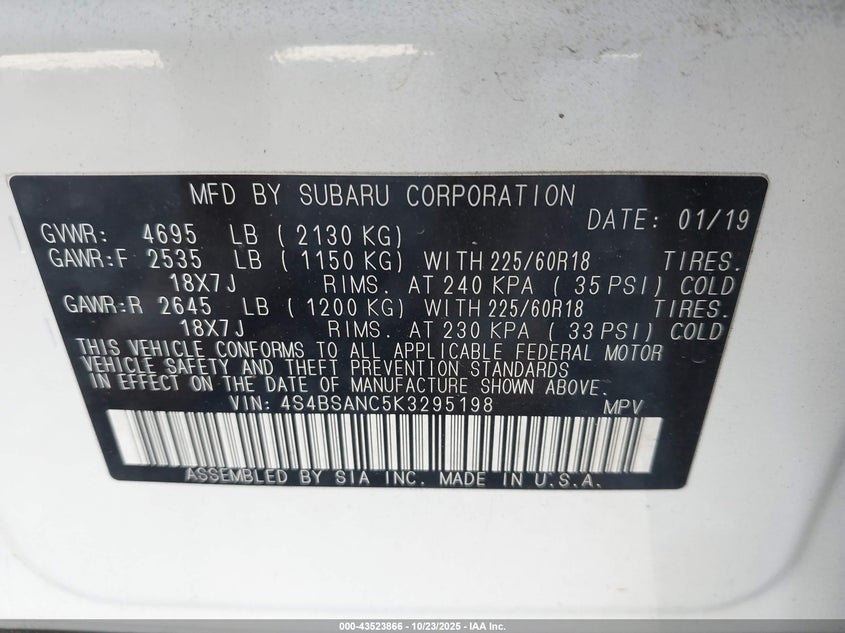 MFD BY SUBARU CORPORATION
DATE: 01/19
GVWR: 4695 LB ( 2130 KG)
GAWR:F 2535 LB ( 1150 KG) WITH 225/60R18 TIRES.
18X7J RIMS. AT 240 KPA ( 35 PSI) COLD
GAWR:R 2645 LB ( 1200 KG) WITH 225/60R18 TIRES.
18X7J RIMS. AT 230 KPA ( 33 PSI) COLD
THIS VEHICLE CONFORMS TO ALL APPLICABLE FEDERAL MOTOR
VEHICLE SAFETY AND THEFT PREVENTION STANDARDS
IN EFFECT ON THE DATE OF MANUFACTURE SHOWN ABOVE.
VIN: 4S4BSANC5K3295198 MPV
ASSEMBLED BY SIA INC. MADE IN U.S.A.
000-43523866 - 10/23/2025 - IAA Inc.